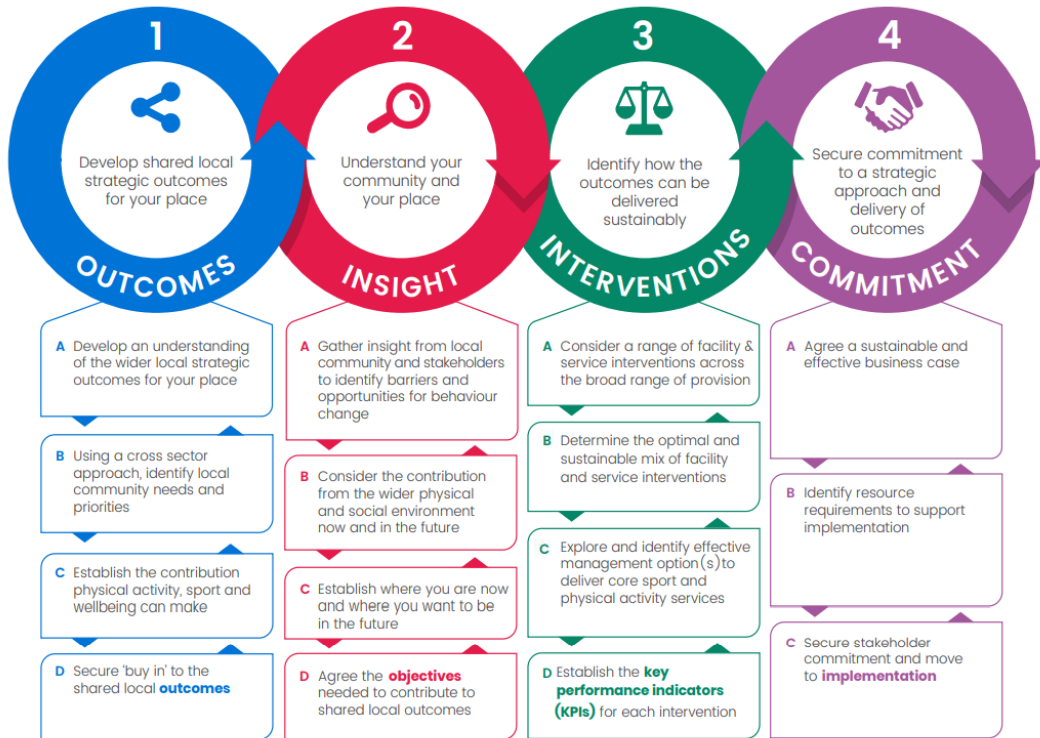 1
Develop shared local
strategic outcomes
for your place
OUTCOMES
A Develop an understanding
of the wider local strategic
outcomes for your place
B Using a cross sector
approach, identify local
community needs and
priorities
C Establish the contribution
physical activity, sport and
wellbeing can make
D Secure ‘buy in’ to the
shared local outcomes
2
Understand your
community and
your place
INSIGHT
A Gather insight from local
community and stakeholders
to identify barriers and
opportunities for behaviour
change
B Consider the contribution
from the wider physical
and social environment
now and in the future
C Establish where you are now
and where you want to be
in the future
D Agree the objectives
needed to contribute to
shared local outcomes
3
Identify how the
outcomes can be
delivered
sustainably
INTERVENTIONS
A Consider a range of facility &
service interventions across
the broad range of provision
B Determine the optimal and
sustainable mix of facility
and service interventions
C Explore and identify effective
management option(s)to
deliver core sport and
physical activity services
D Establish the key
performance indicators
(KPIs) for each intervention
4
Secure commitment
to a strategic
approach and
delivery of
outcomes
COMMITMENT
A Agree a sustainable and
effective business case
B Identify resource
requirements to support
implementation
C Secure stakeholder
commitment and move
to implementation